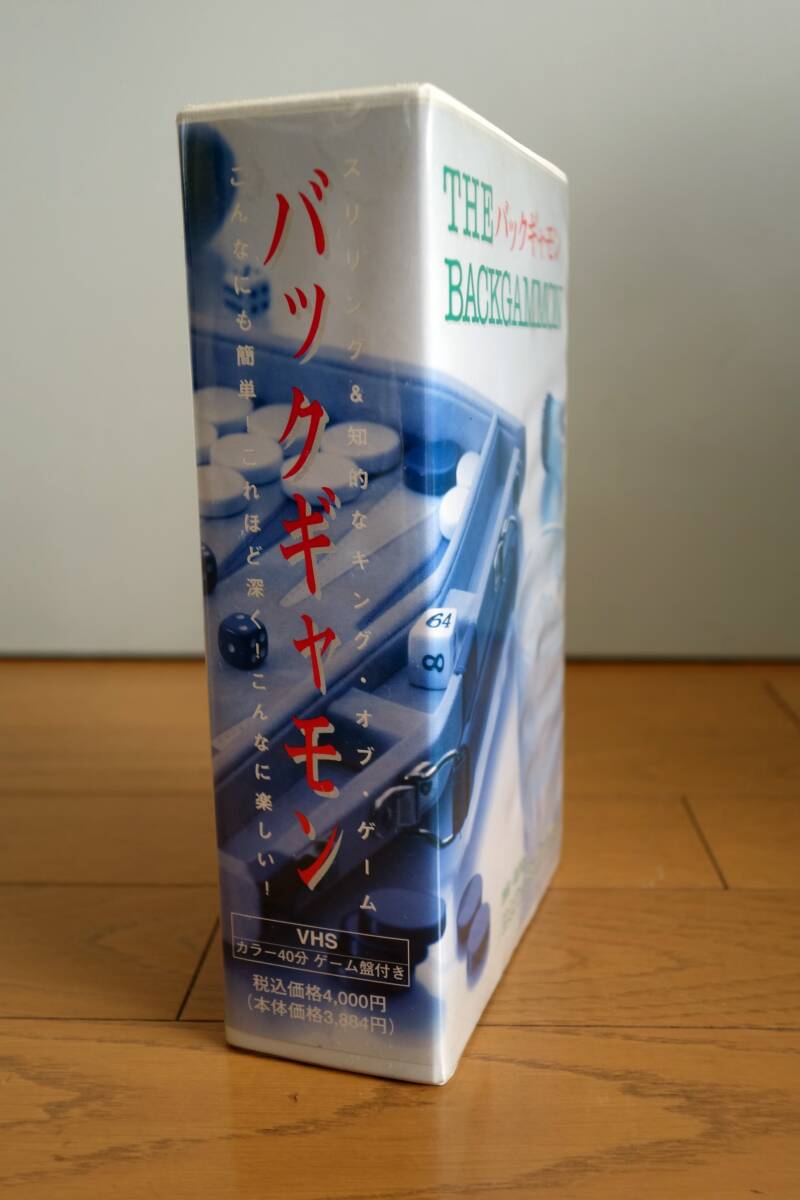 スリリング&知的なキング・オブ・ゲーム
バックギャモン
こんなにも簡単!これほど深く!こんなに楽しい!
VHS
カラー40分 ゲーム盤付き
税込価格4,000円
(本体価格3,884円)
THE バックギャモン
BACKGAMMON
64
8